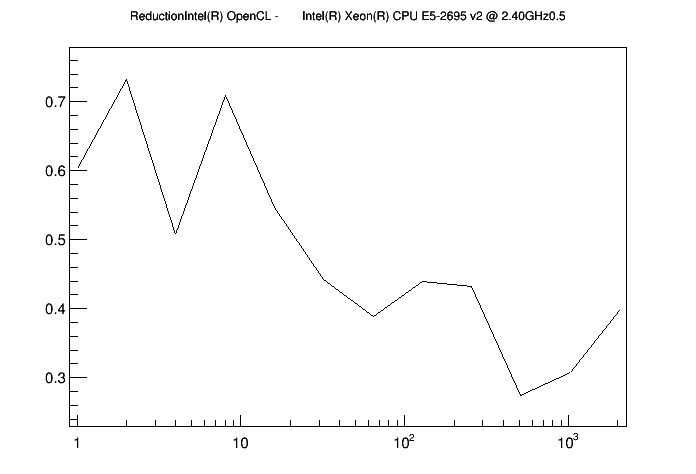 ReductionIntel(R) OpenCL - Intel(R) Xeon(R) CPU E5-2695 v2 @ 2.40GHz0.5
0.7
0.6
0.5
0.4
0.3
1 10 10² 10³